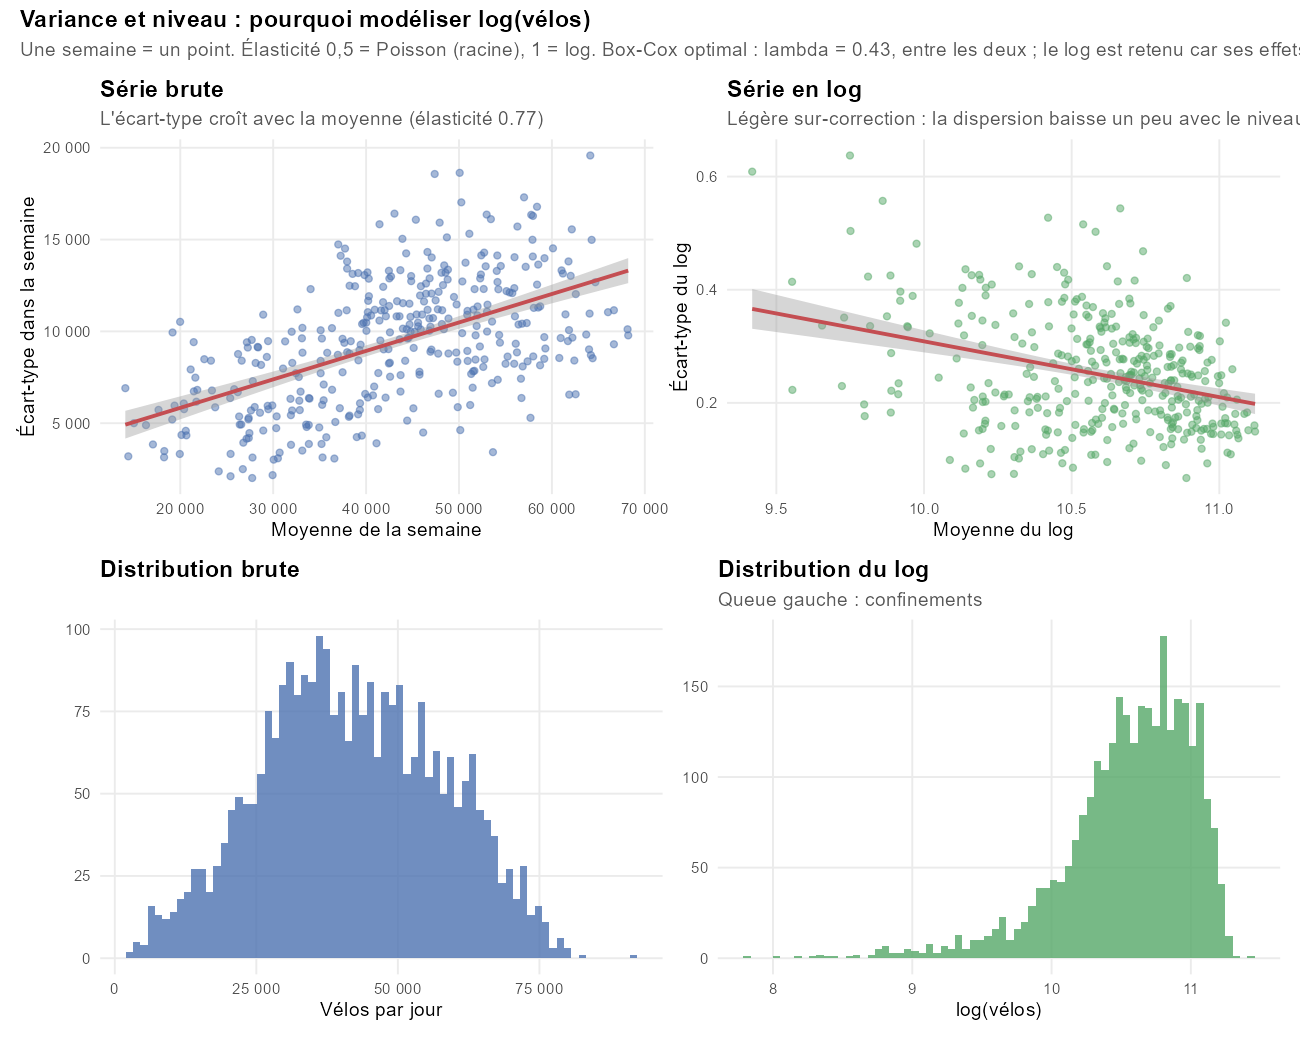 Variance et niveau : pourquoi modéliser log(vélos)
Une semaine = un point. Élasticité 0,5 = Poisson (racine), 1 = log. Box-Cox optimal : lambda = 0.43, entre les deux ; le log est retenu car ses effets
Série brute
L'écart-type croît avec la moyenne (élasticité 0.77)
20 000
15 000
10 000
5 000
Écart-type dans la semaine
20 000 30 000 40 000 50 000 60 000 70 000
Moyenne de la semaine
Série en log
Légère sur-correction : la dispersion baisse un peu avec le niveau
0.6
0.4
0.2
Écart-type du log
9.5 10.0 10.5 11.0
Moyenne du log
Distribution brute
100
75
50
25
0
0 25 000 50 000 75 000
Vélos par jour
Distribution du log
Queue gauche : confinements
150
100
50
0
8 9 10 11
log(vélos)